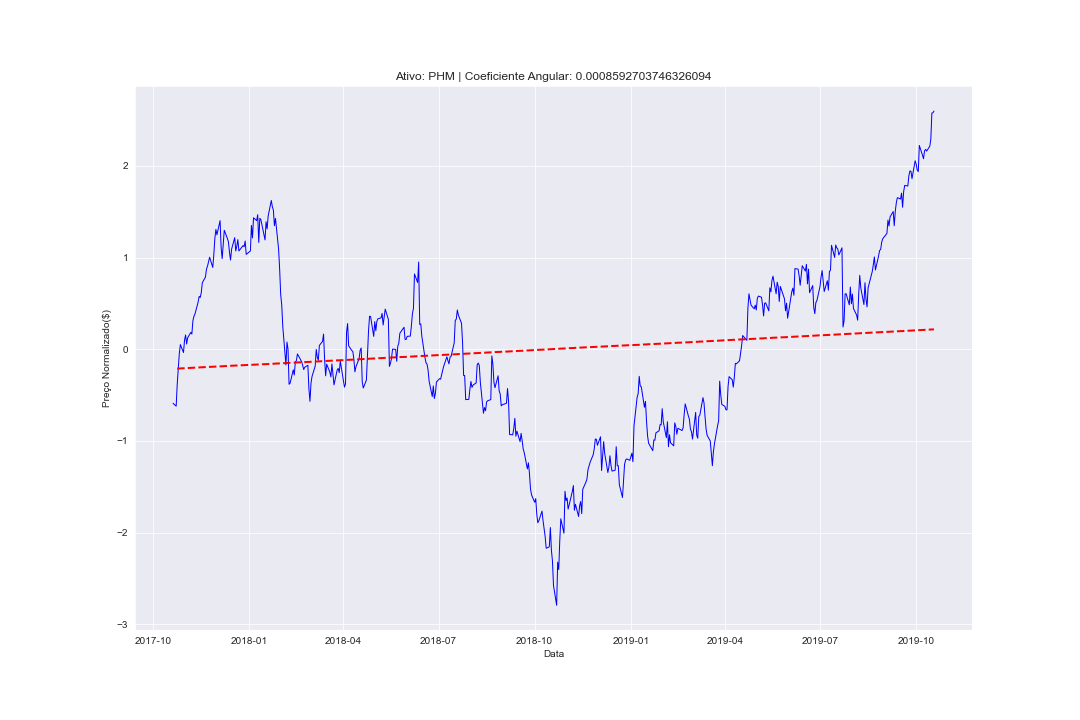 Ativo: PHM | Coeficiente Angular: 0.0008592703746326094
Preço Normalizado($)
2
1
0
−1
−2
−3
2017-10 2018-01 2018-04 2018-07 2018-10 2019-01 2019-04 2019-07 2019-10
Data